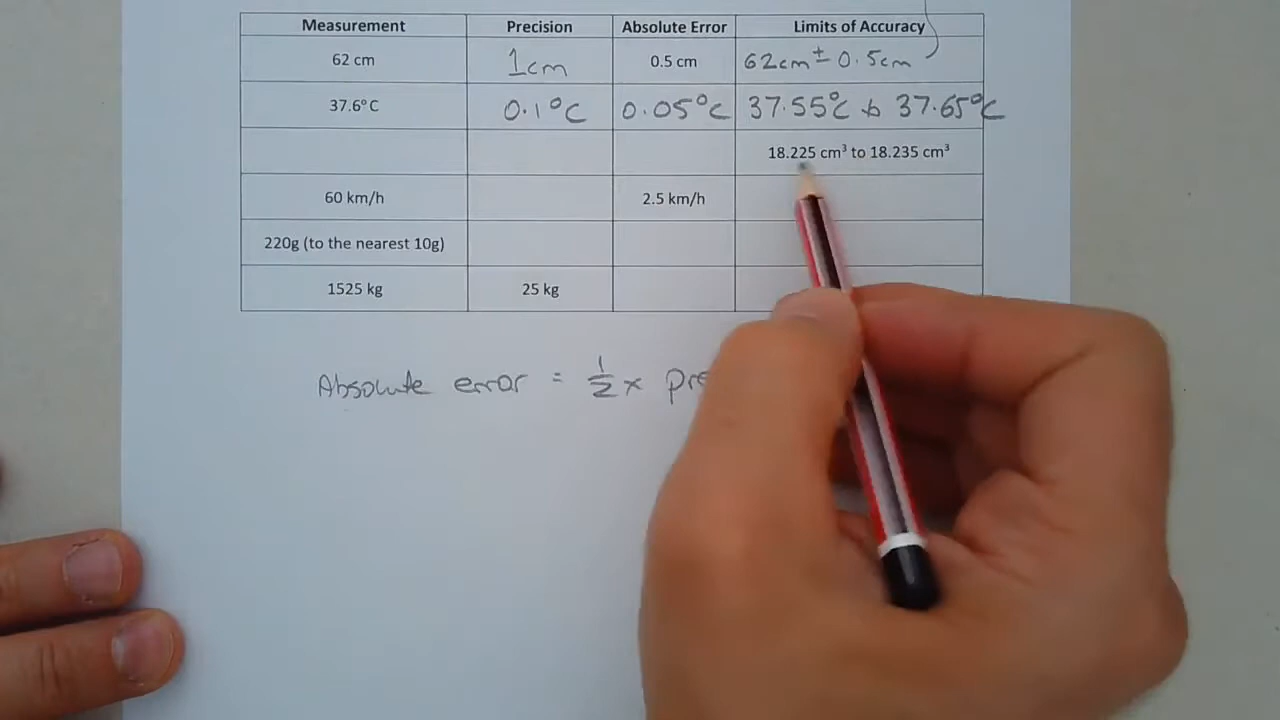 Measurement Precision Absolute Error Limits of Accuracy
62 cm 1cm 0.5 cm 62cm ± 0.5cm
37.6° C 0.1°C 0.05°C 37.55°C to 37.65°C
18.225 cm³ to 18.235 cm³
60 km/h 2.5 km/h
220g (to the nearest 10g)
1525 kg 25 kg
Absolute error = 1/2 x